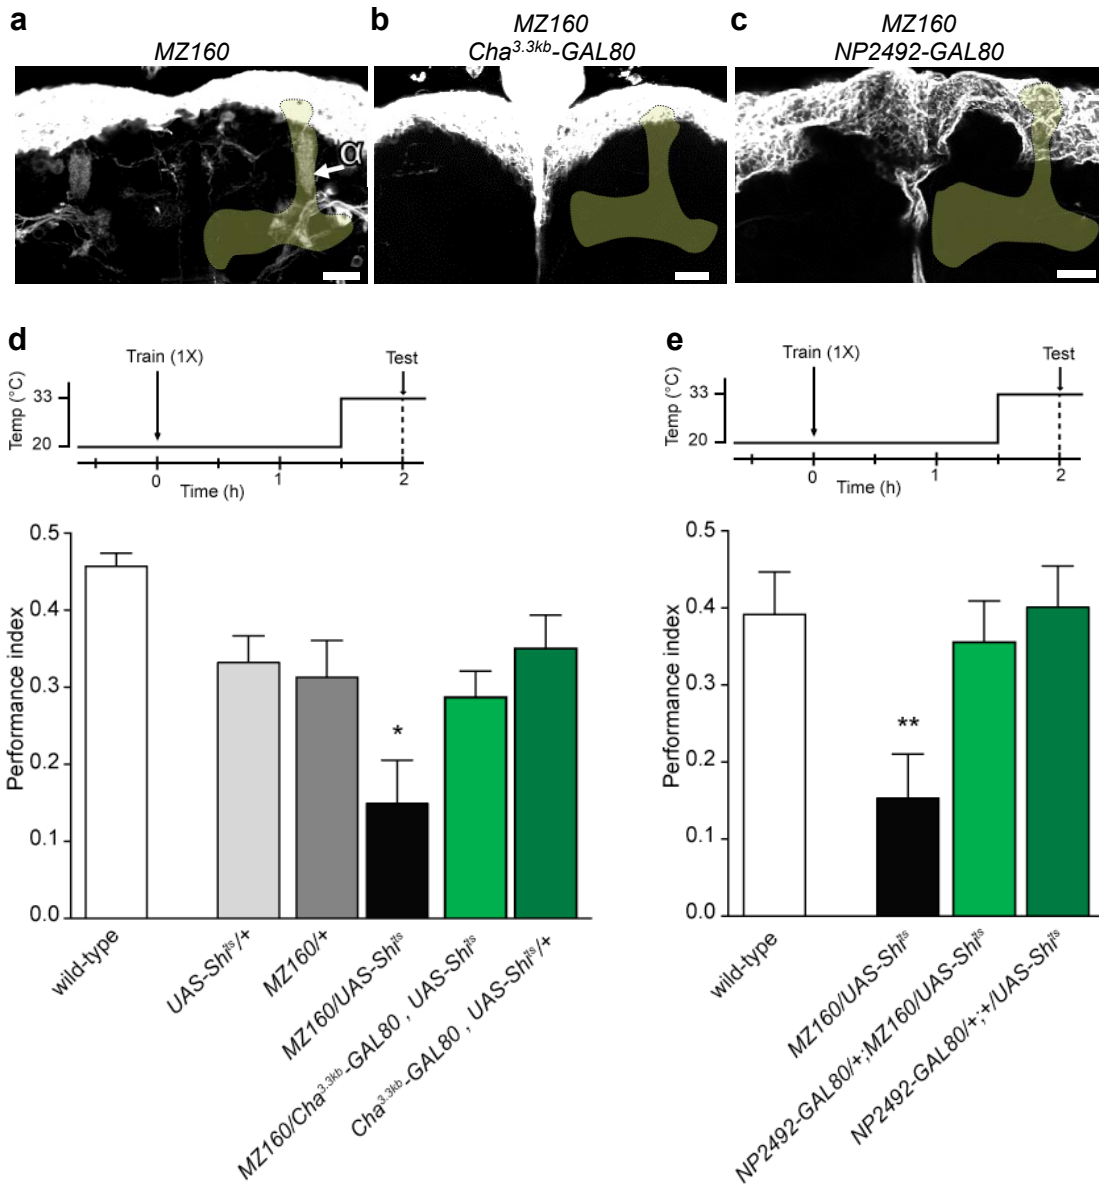 a
MZ160
α
b
MZ160
Cha3.3kb-GAL80
c
MZ160
NP2492-GAL80
d
Train (1X)
Test
Temp (°C)
33
20
0
1
2
Time (h)
Performance index
0.5
0.4
0.3
0.2
0.1
0.0
*
wild-type
UAS-Shits/+
MZ160/+
MZ160/UAS-Shits
MZ160/Cha3.3kb-GAL80 , UAS-Shits
Cha3.3kb-GAL80 , UAS-Shits/+
e
Train (1X)
Test
Temp (°C)
33
20
0
1
2
Time (h)
Performance index
0.5
0.4
0.3
0.2
0.1
0.0
**
wild-type
MZ160/UAS-Shits
NP2492-GAL80/+;MZ160/UAS-Shits
NP2492-GAL80/+;+/UAS-Shits